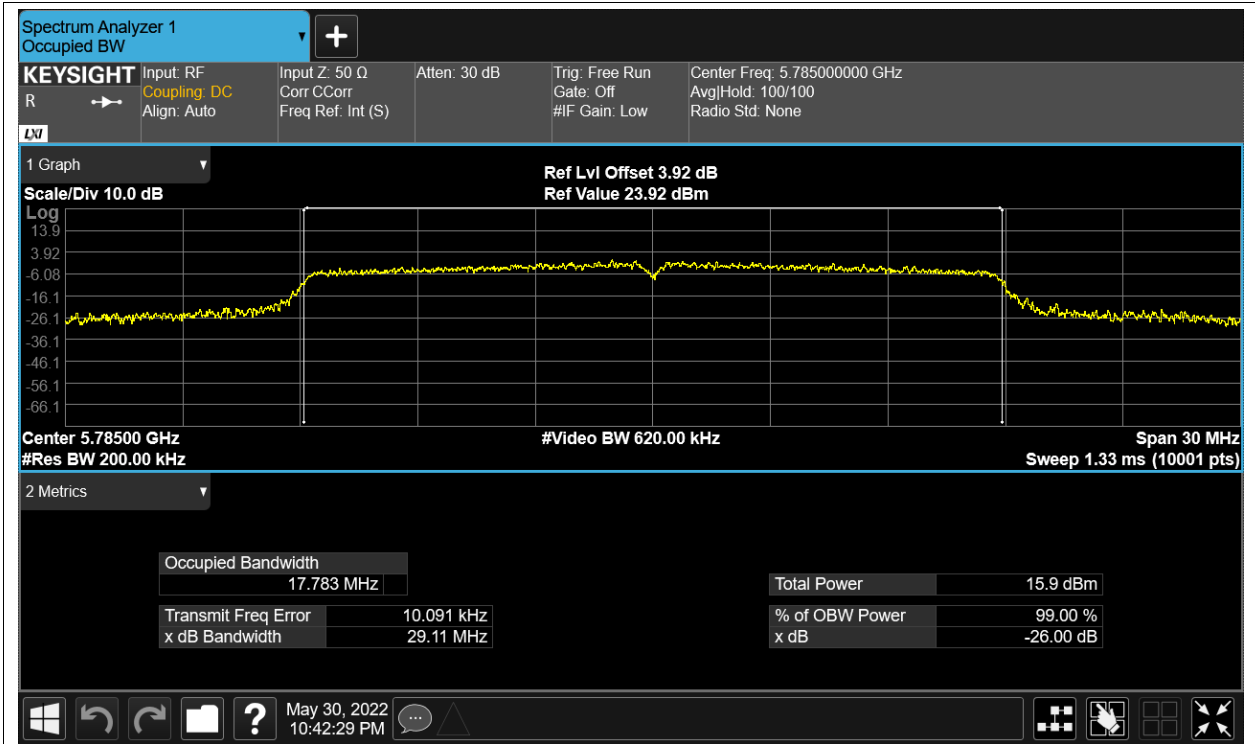 Spectrum Analyzer 1
Occupied BW
KEYSIGHT
R
LXI
Input: RF
Coupling: DC
Align: Auto
Input Z: 50 Ω
Corr CCorr
Freq Ref: Int (S)
Atten: 30 dB
Trig: Free Run
Gate: Off
#IF Gain: Low
Center Freq: 5.785000000 GHz
Avg|Hold: 100/100
Radio Std: None
1 Graph
Scale/Div 10.0 dB
Ref Lvl Offset 3.92 dB
Ref Value 23.92 dBm
Log
13.9
3.92
-6.08
-16.1
-26.1
-36.1
-46.1
-56.1
-66.1
Center 5.78500 GHz
#Video BW 620.00 kHz
Span 30 MHz
#Res BW 200.00 kHz
Sweep 1.33 ms (10001 pts)
2 Metrics
Occupied Bandwidth
17.783 MHz
Total Power 15.9 dBm
Transmit Freq Error 10.091 kHz
% of OBW Power 99.00 %
x dB Bandwidth 29.11 MHz
x dB -26.00 dB
?
May 30, 2022
10:42:29 PM